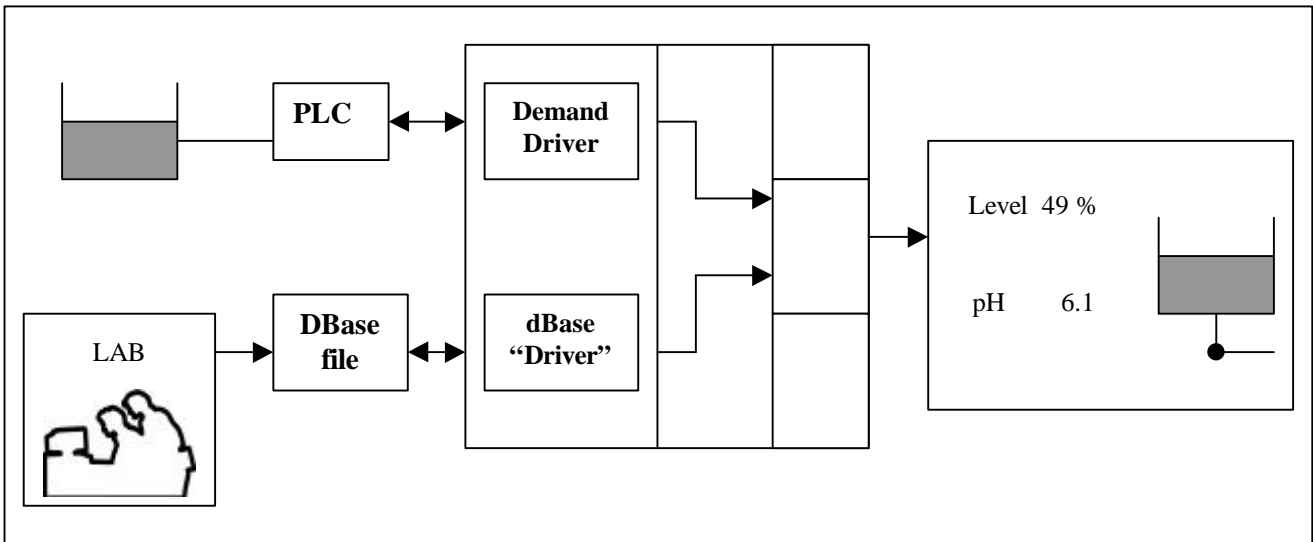 PLC
Demand
Driver
Level 49 %
pH 6.1
LAB
DBase
file
dBase
“Driver”